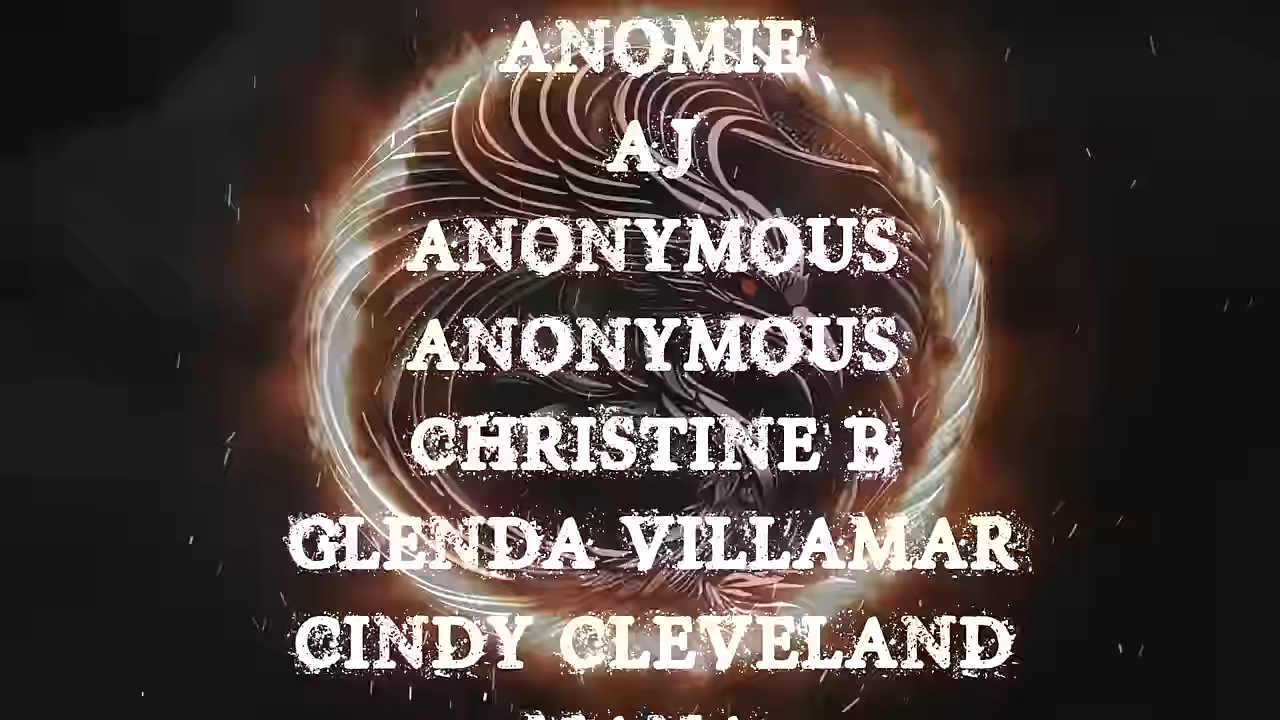 ANOMIE
AJ
ANONYMOUS
ANONYMOUS
CHRISTINE B
GLENDA VILLAMAR
CINDY CLEVELAND